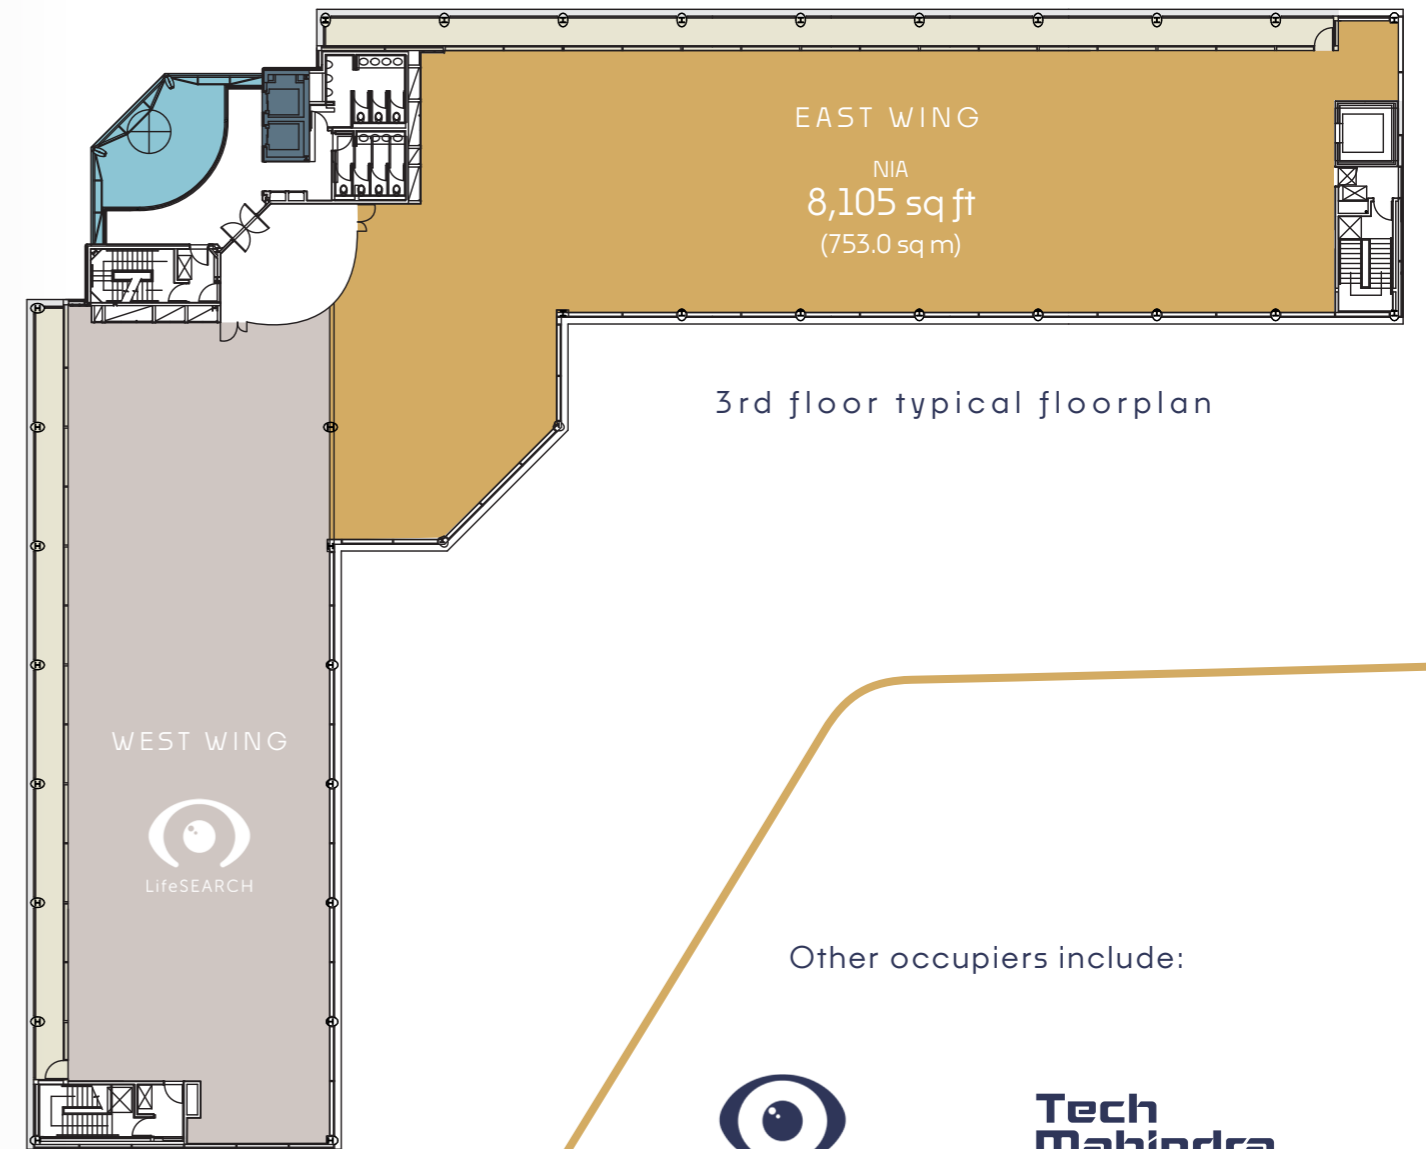 EAST WING
NIA
8,105 sq ft
(753.0 sq m)
3rd floor typical floorplan
WEST WING
LifeSEARCH
Other occupiers include:
Tech
Mahindra